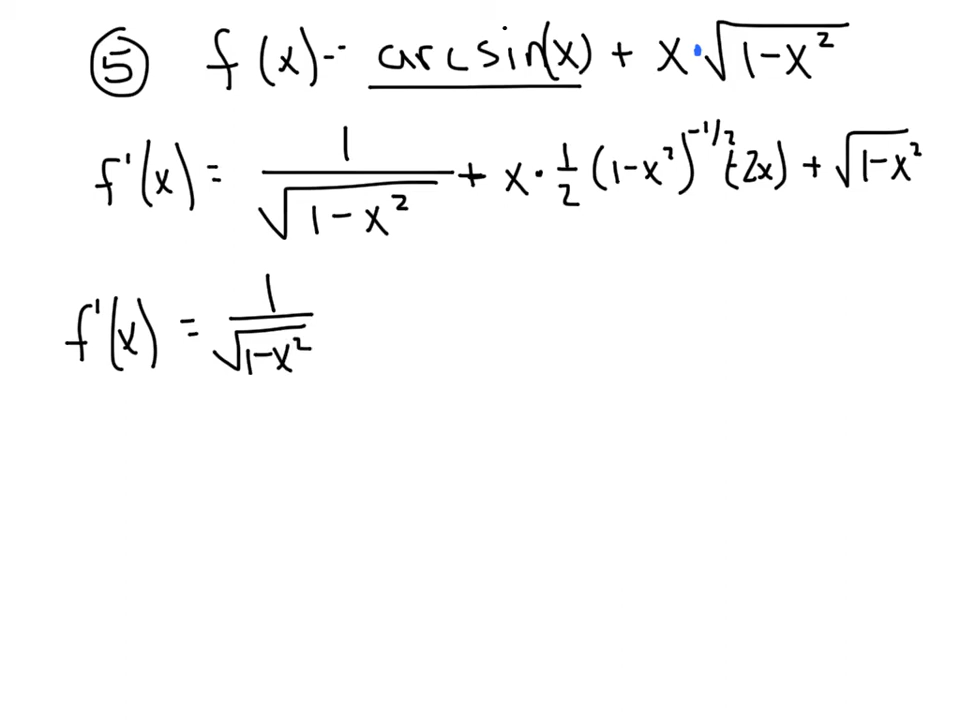 ⑤ f(x) = arcsin(x) + x·√(1-x²)
f'(x) = 1/√(1-x²) + x·1/2(1-x²)^(-1/2)(-2x) + √(1-x²)
f'(x) = 1/√(1-x²)